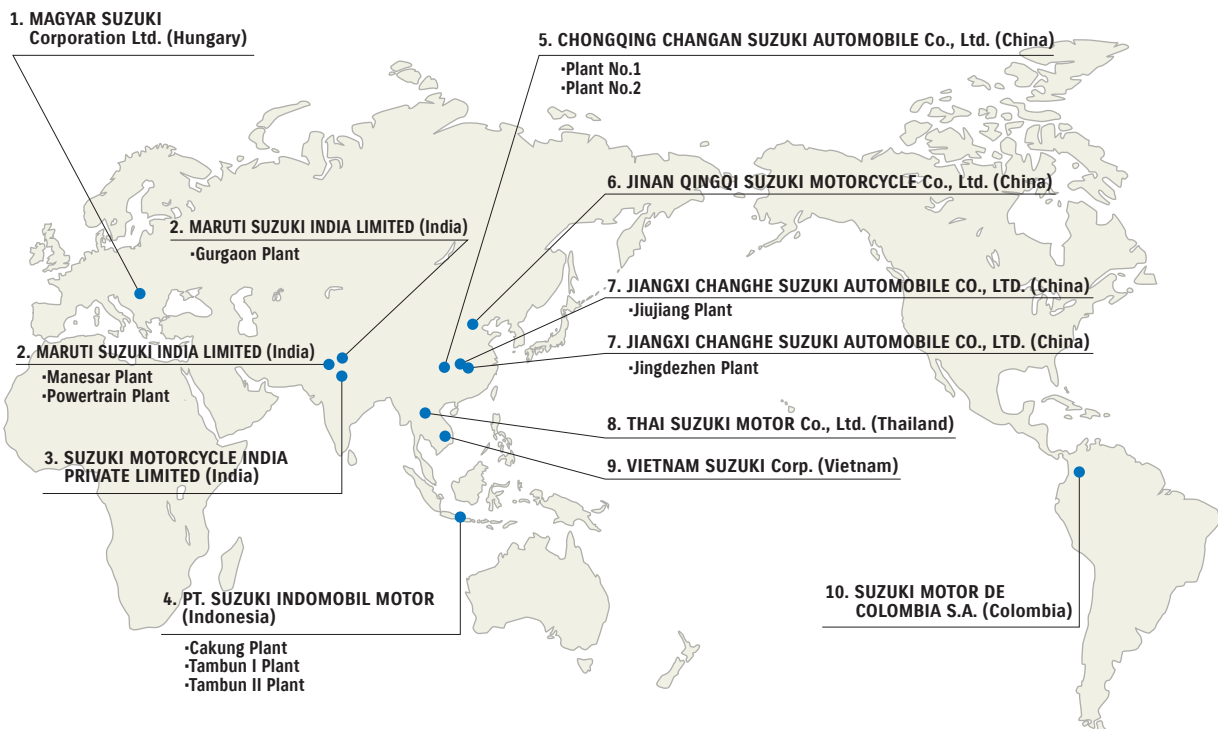 1. MAGYAR SUZUKI
Corporation Ltd. (Hungary)
5. CHONGQING CHANGAN SUZUKI AUTOMOBILE Co., Ltd. (China)
･Plant No.1
･Plant No.2
6. JINAN QINGQI SUZUKI MOTORCYCLE Co., Ltd. (China)
2. MARUTI SUZUKI INDIA LIMITED (India)
･Gurgaon Plant
7. JIANGXI CHANGHE SUZUKI AUTOMOBILE CO., LTD. (China)
･Jiujiang Plant
7. JIANGXI CHANGHE SUZUKI AUTOMOBILE CO., LTD. (China)
･Jingdezhen Plant
2. MARUTI SUZUKI INDIA LIMITED (India)
･Manesar Plant
･Powertrain Plant
8. THAI SUZUKI MOTOR Co., Ltd. (Thailand)
3. SUZUKI MOTORCYCLE INDIA
PRIVATE LIMITED (India)
9. VIETNAM SUZUKI Corp. (Vietnam)
4. PT. SUZUKI INDOMOBIL MOTOR
(Indonesia)
･Cakung Plant
･Tambun I Plant
･Tambun II Plant
10. SUZUKI MOTOR DE
COLOMBIA S.A. (Colombia)